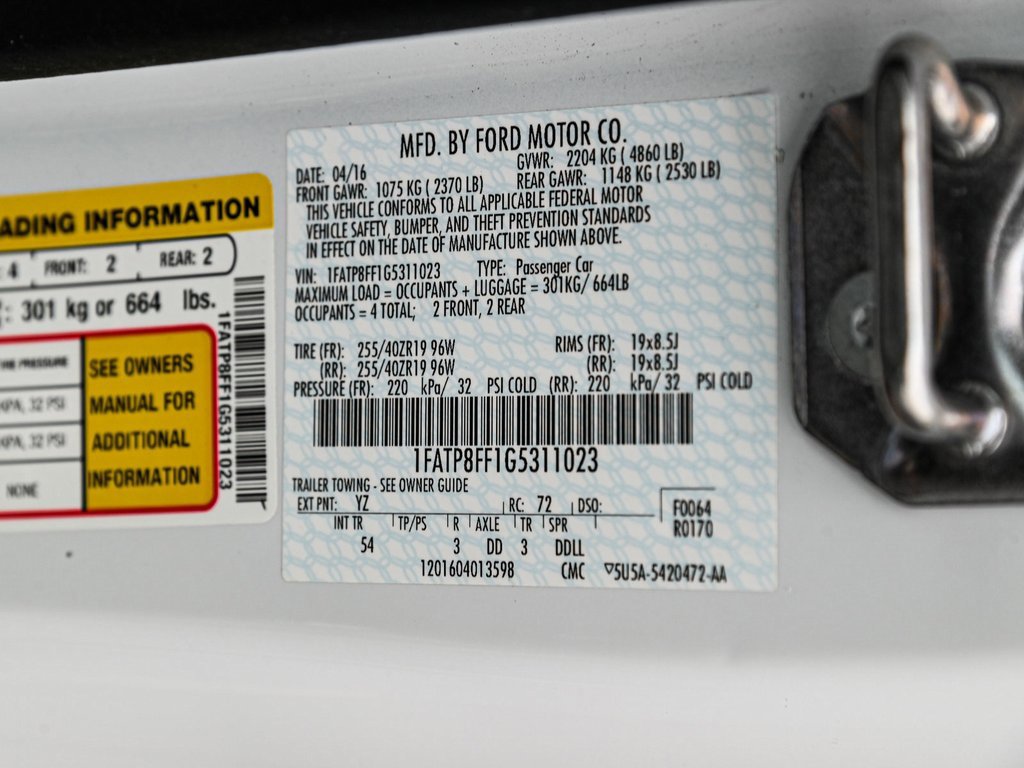 MFD. BY FORD MOTOR CO.
DATE: 04/16 GVWR: 2204 KG ( 4860 LB)
FRONT GAWR: 1075 KG ( 2370 LB) REAR GAWR: 1148 KG ( 2530 LB)
THIS VEHICLE CONFORMS TO ALL APPLICABLE FEDERAL MOTOR
VEHICLE SAFETY, BUMPER, AND THEFT PREVENTION STANDARDS
IN EFFECT ON THE DATE OF MANUFACTURE SHOWN ABOVE.
VIN: 1FATP8FF1G5311023 TYPE: Passenger Car
MAXIMUM LOAD = OCCUPANTS + LUGGAGE = 301KG/ 664LB
OCCUPANTS = 4 TOTAL; 2 FRONT, 2 REAR
TIRE (FR): 255/40ZR19 96W RIMS (FR): 19x8.5J
(RR): 255/40ZR19 96W (RR): 19x8.5J
PRESSURE (FR): 220 kPa/ 32 PSI COLD (RR): 220 kPa/ 32 PSI COLD
1FATP8FF1G5311023
TRAILER TOWING - SEE OWNER GUIDE
EXT PNT: YZ RC: 72 DSO:
F0064
R0170
INT TR TP/PS R AXLE TR SPR
54 3 DD 3 DDLL
1201604013598 CMC ▽5U5A-5420472-AA
ADING INFORMATION
: 4 FRONT: 2 REAR: 2
: 301 kg or 664 lbs.
PRESSURE
KPA, 32 PSI
KPA, 32 PSI
NONE
SEE OWNERS
MANUAL FOR
ADDITIONAL
INFORMATION
1FATP8FF1G5311023